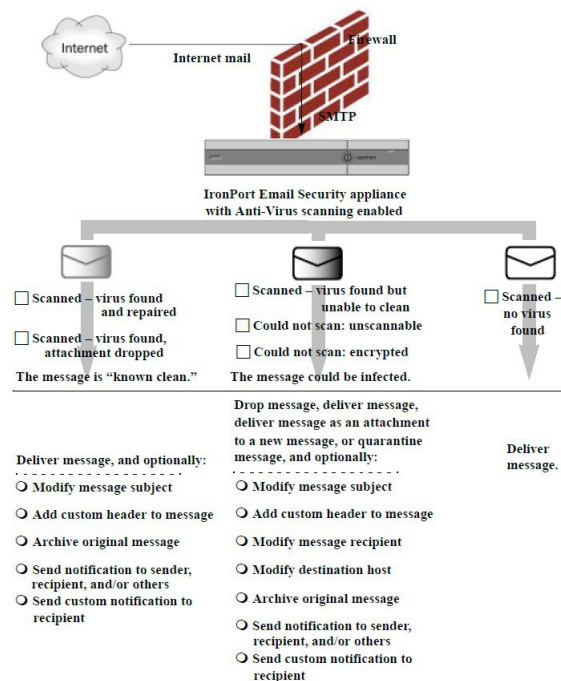 Internet
Firewall
Internet mail
SMTP
IronPort Email Security appliance
with Anti-Virus scanning enabled
Scanned – virus found
and repaired
Scanned – virus found,
attachment dropped
The message is “known clean.”
Scanned – virus found but
unable to clean
Could not scan: unscannable
Could not scan: encrypted
The message could be infected.
Scanned –
no virus
found
Deliver message, and optionally:
Modify message subject
Add custom header to message
Archive original message
Send notification to sender,
recipient, and/or others
Send custom notification to
recipient
Drop message, deliver message,
deliver message as an attachment
to a new message, or quarantine
message, and optionally:
Modify message subject
Add custom header to message
Modify message recipient
Modify destination host
Archive original message
Send notification to sender,
recipient, and/or others
Send custom notification to
recipient
Deliver
message.